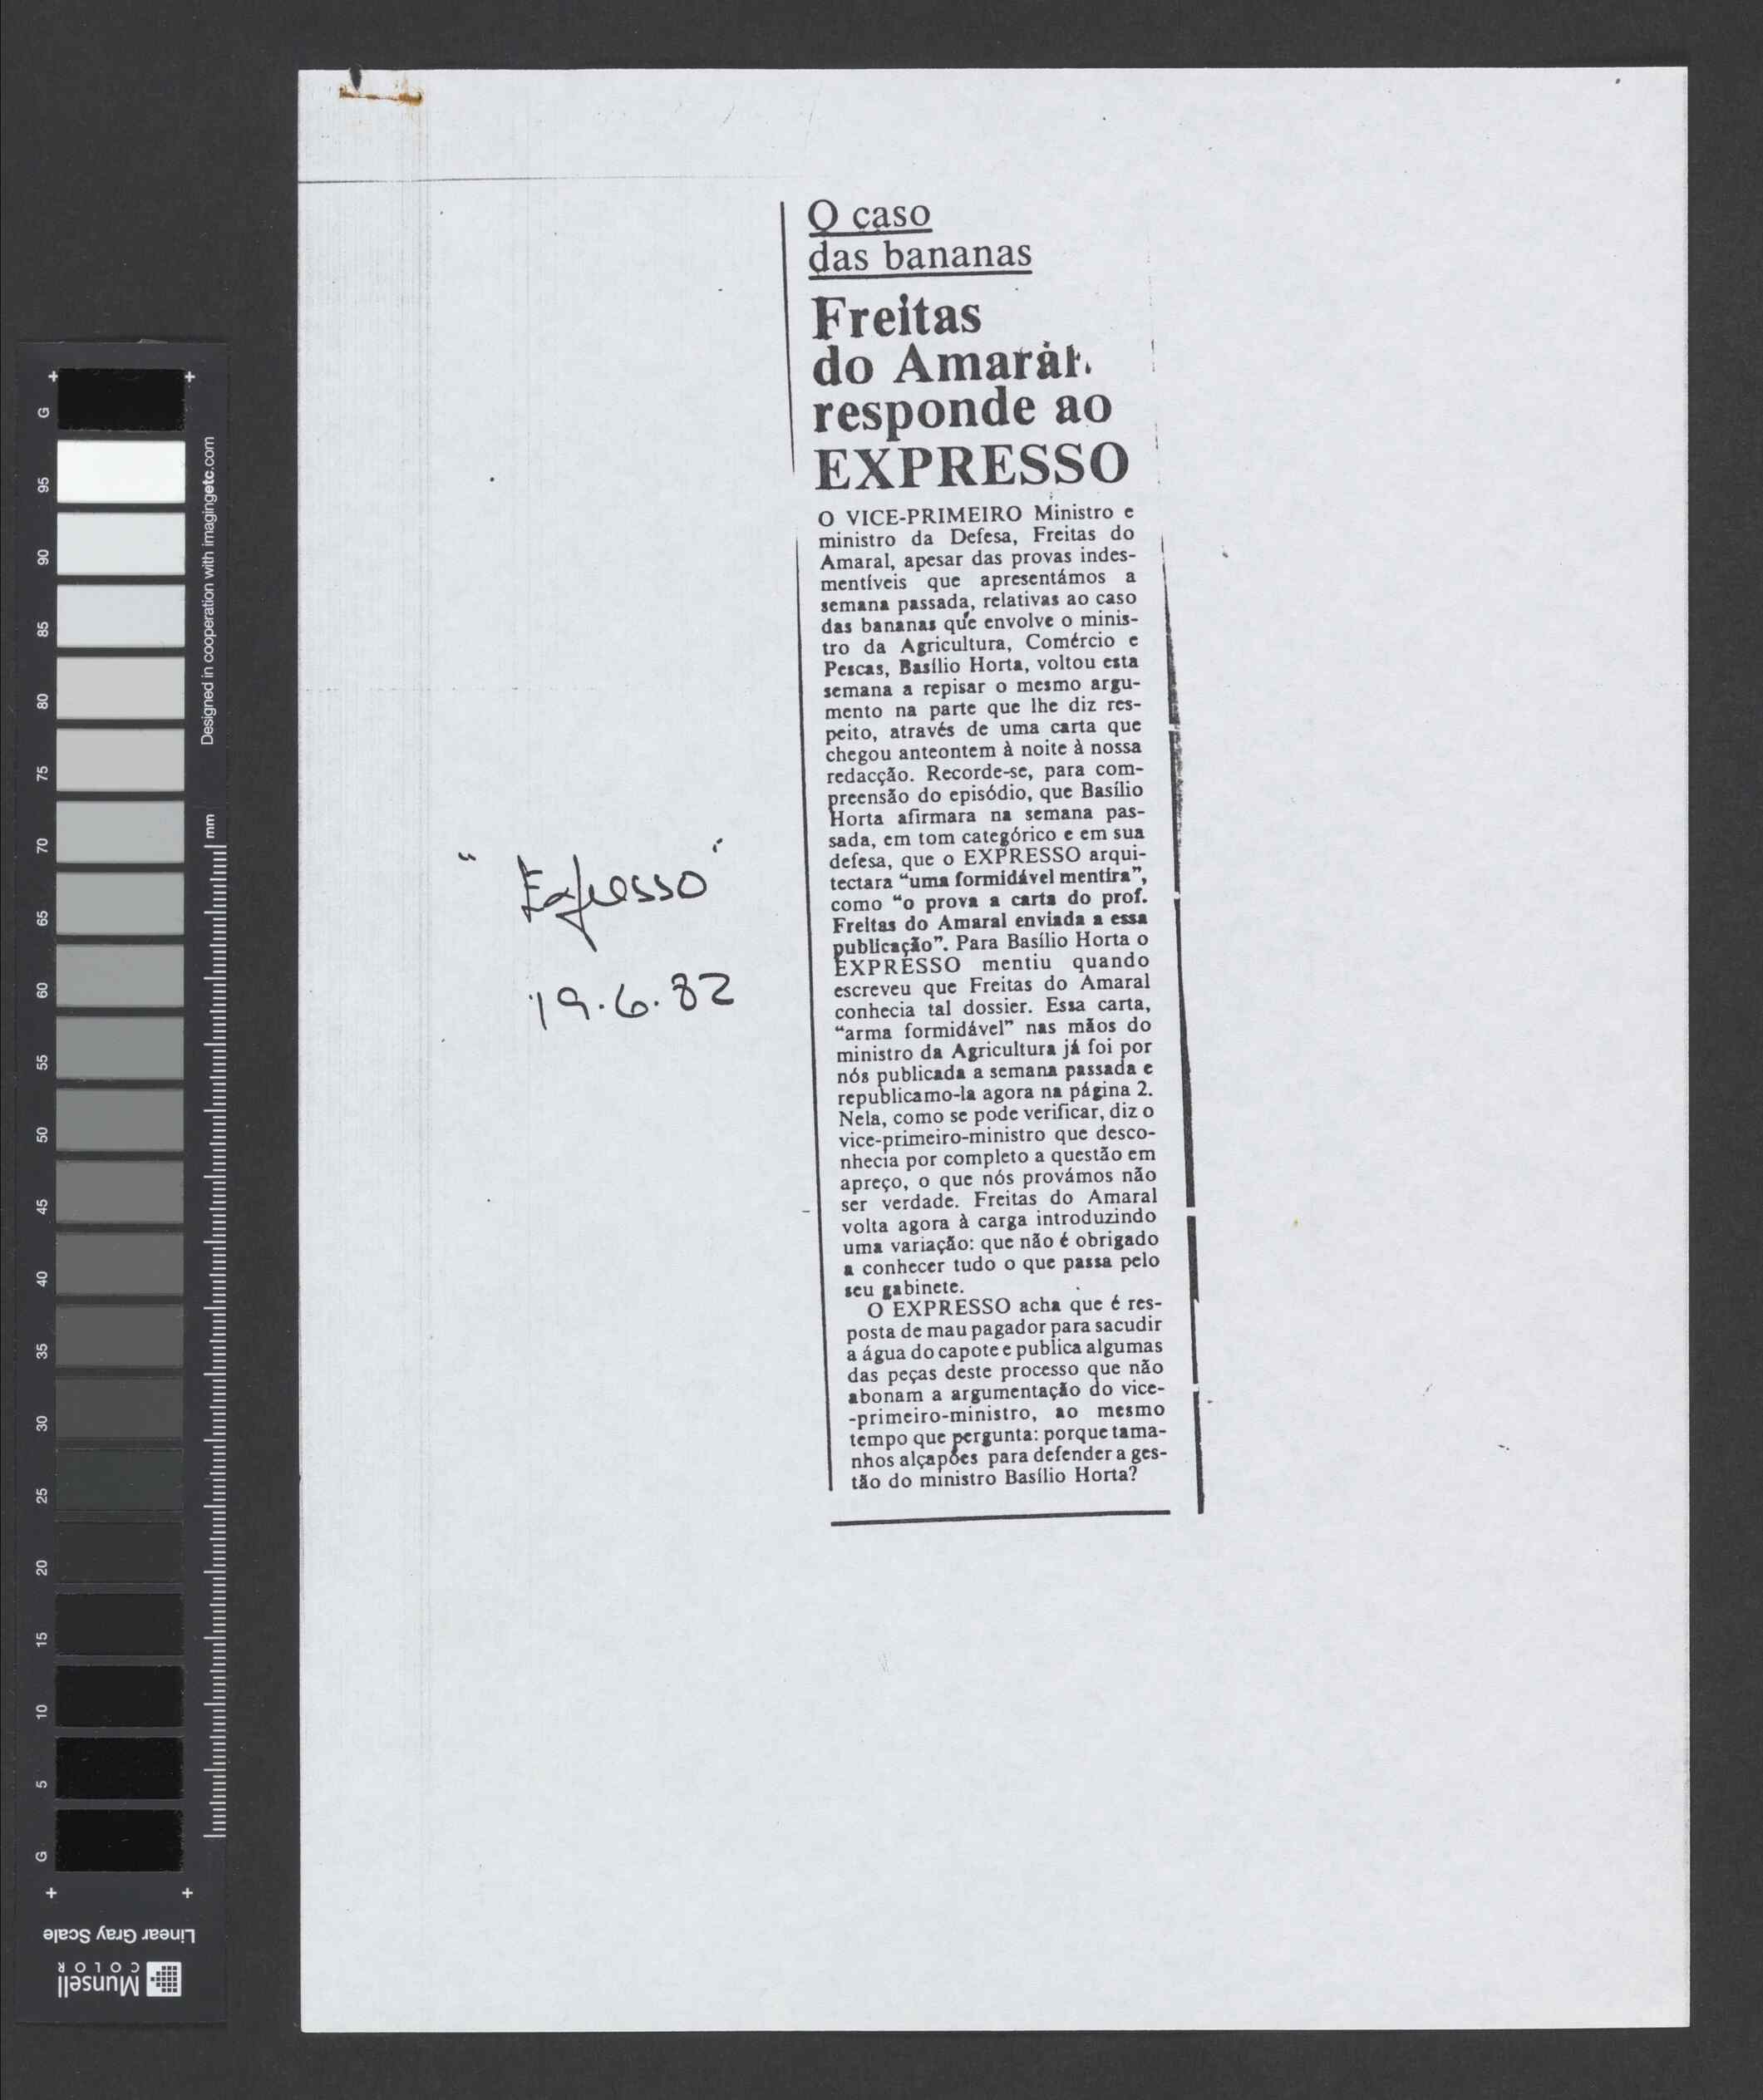 O caso
das bananas
Freitas
do Amaral
responde ao
EXPRESSO
O VICE-PRIMEIRO Ministro e
ministro da Defesa, Freitas do
Amaral, apesar das provas indes-
mentíveis que apresentámos a
semana passada, relativas ao caso
das bananas que envolve o minis-
tro da Agricultura, Comércio e
Pescas, Basílio Horta, voltou esta
semana a repisar o mesmo argu-
mento na parte que lhe diz res-
peito, através de uma carta que
chegou anteontem à noite à nossa
redacção. Recorde-se, para com-
preensão do episódio, que Basílio
Horta afirmara na semana pas-
sada, em tom categórico e em sua
defesa, que o EXPRESSO arqui-
tectara “uma formidável mentira”,
como “o prova a carta do prof.
Freitas do Amaral enviada a essa
publicação”. Para Basílio Horta o
EXPRESSO mentiu quando
escreveu que Freitas do Amaral
conhecia tal dossier. Essa carta,
“arma formidável” nas mãos do
ministro da Agricultura já foi por
nós publicada a semana passada e
republicamo-la agora na página 2.
Nela, como se pode verificar, diz o
vice-primeiro-ministro que desco-
nhecia por completo a questão em
apreço, o que nós provámos não
ser verdade. Freitas do Amaral
volta agora à carga introduzindo
uma variação: que não é obrigado
a conhecer tudo o que passa pelo
seu gabinete.
O EXPRESSO acha que é res-
posta de mau pagador para sacudir
a água do capote e publica algumas
das peças deste processo que não
abonam a argumentação do vice-
-primeiro-ministro, ao mesmo
tempo que pergunta: porque tama-
nhos alçapões para defender a ges-
tão do ministro Basílio Horta?
"Expresso"
19.6.82
Designed in cooperation with imagingetc.com
mm
G
95
90
85
80
75
70
65
60
55
50
45
40
35
30
25
20
15
10
5
G
Linear Gray Scale
Munsell
COLOR